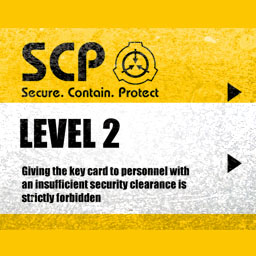 SCP
Secure. Contain. Protect
LEVEL 2
Giving the key card to personnel with
an insufficient security clearance is
strictly forbidden